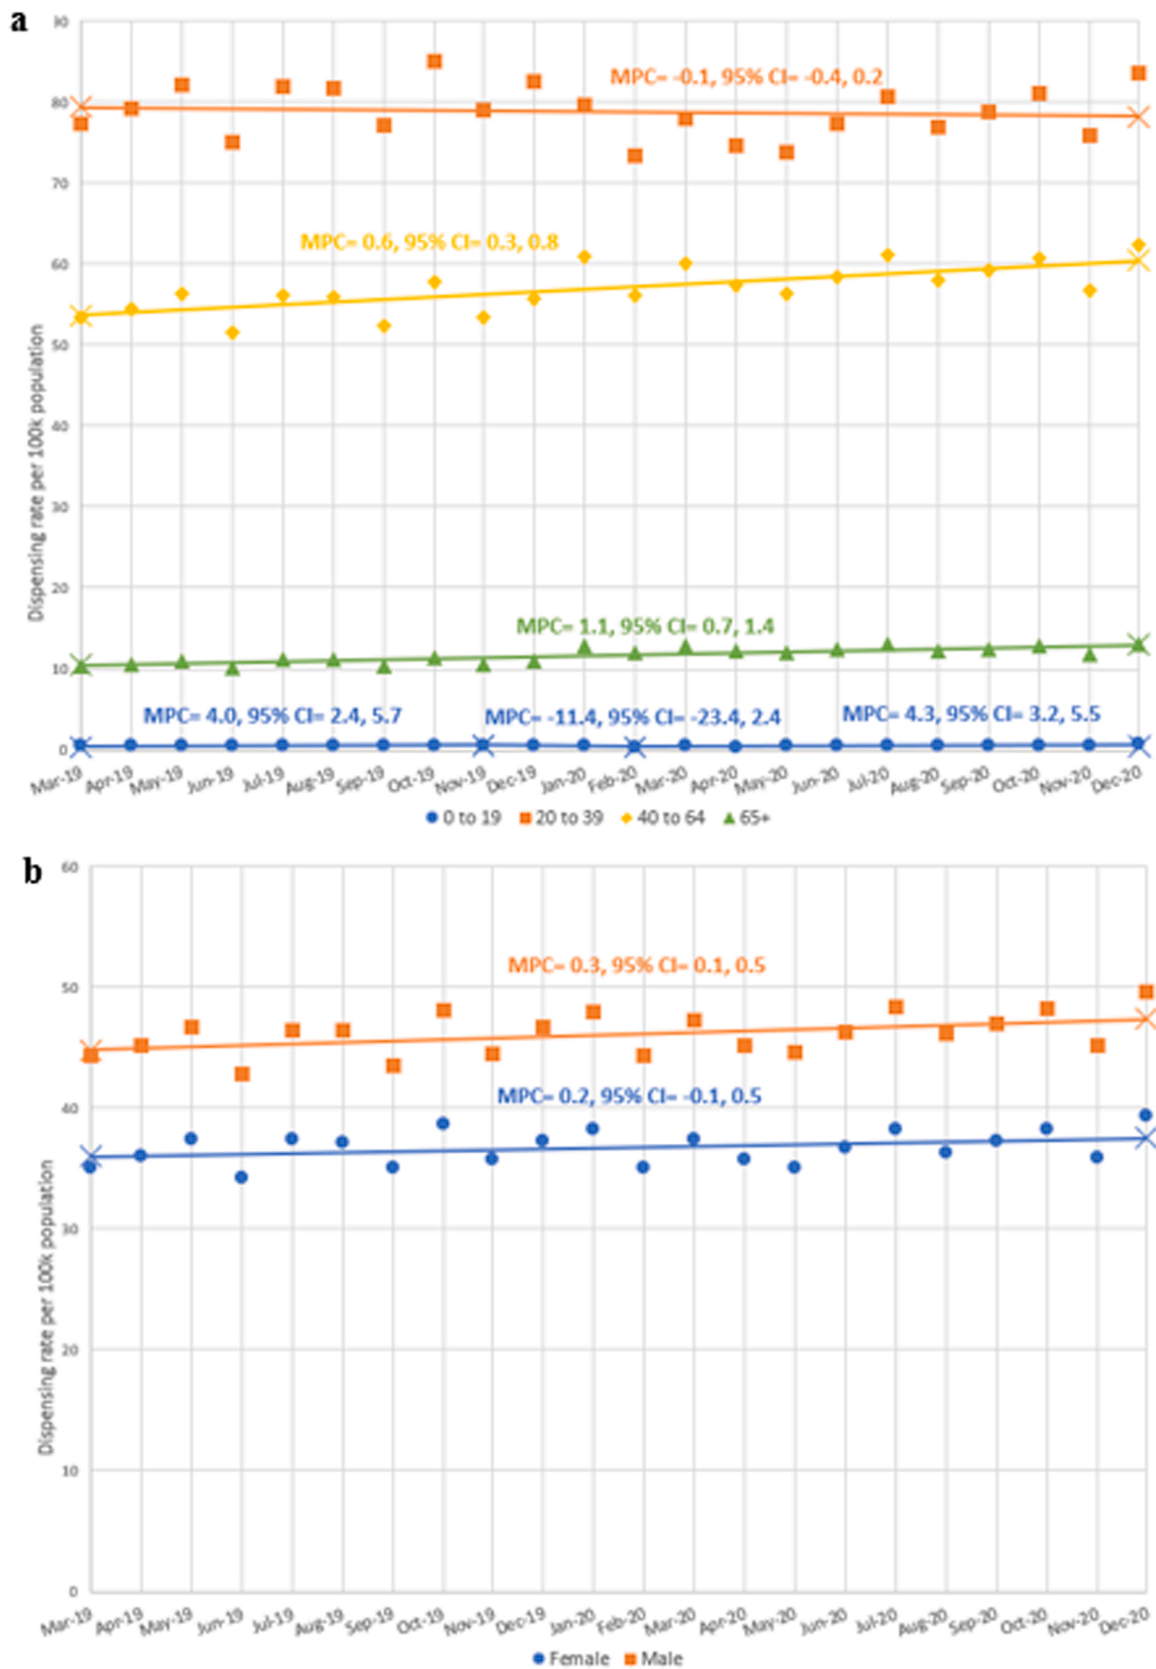 a
90
MPC= -0.1, 95% CI= -0.4, 0.2
80
70
MPC= 0.6, 95% CI= 0.3, 0.8
60
50
40
30
20
MPC= 1.1, 95% CI= 0.7, 1.4
10
MPC= 4.0, 95% CI= 2.4, 5.7 MPC= -11.4, 95% CI= -23.4, 2.4 MPC= 4.3, 95% CI= 3.2, 5.5
0
Dispensing rate per 100k population
Mar-19 Apr-19 May-19 Jun-19 Jul-19 Aug-19 Sep-19 Oct-19 Nov-19 Dec-19 Jan-20 Feb-20 Mar-20 Apr-20 May-20 Jun-20 Jul-20 Aug-20 Sep-20 Oct-20 Nov-20 Dec-20
0 to 19 20 to 39 40 to 64 65+
b
60
MPC= 0.3, 95% CI= 0.1, 0.5
50
MPC= 0.2, 95% CI= -0.1, 0.5
40
30
20
10
0
Dispensing rate per 100k population
Mar-19 Apr-19 May-19 Jun-19 Jul-19 Aug-19 Sep-19 Oct-19 Nov-19 Dec-19 Jan-20 Feb-20 Mar-20 Apr-20 May-20 Jun-20 Jul-20 Aug-20 Sep-20 Oct-20 Nov-20 Dec-20
Female Male